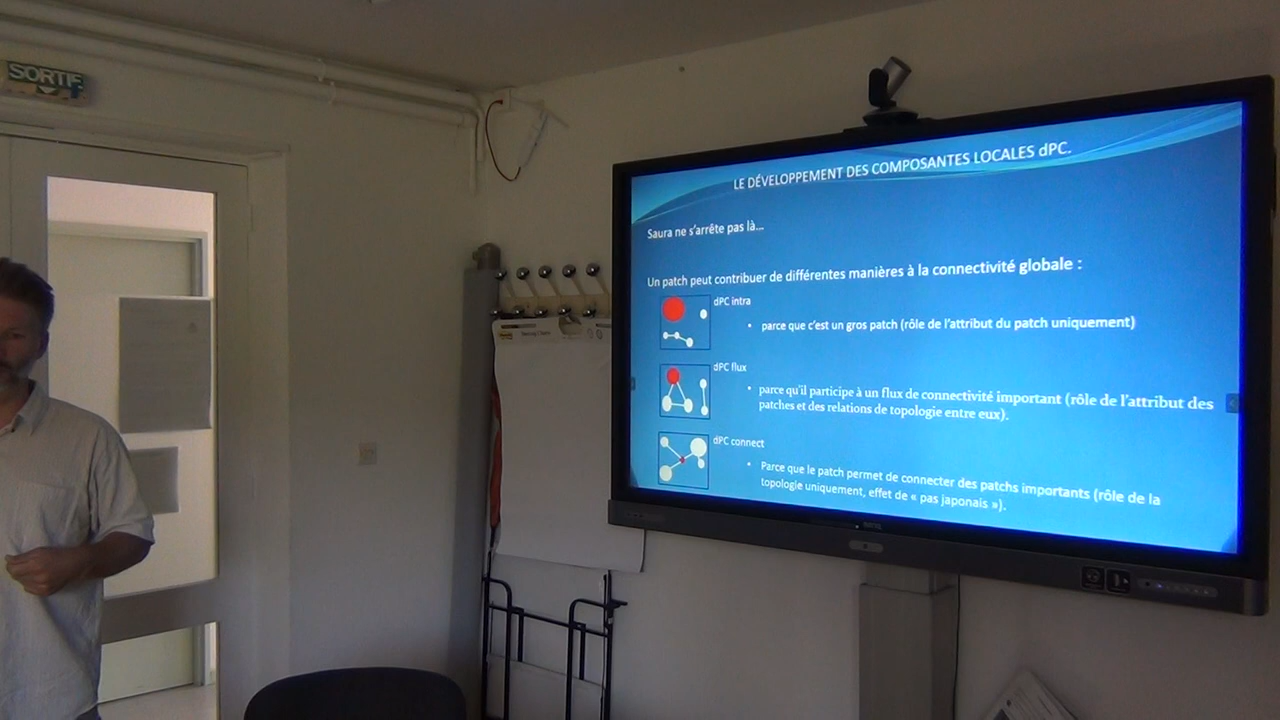 SORTIE
LE DÉVELOPPEMENT DES COMPOSANTES LOCALES dPC.
Saura ne s'arrête pas là...
Un patch peut contribuer de différentes manières à la connectivité globale :
dPC intra
• parce que c'est un gros patch (rôle de l'attribut du patch uniquement)
dPC flux
• parce qu'il participe à un flux de connectivité important (rôle de l'attribut des
patches et des relations de topologie entre eux).
dPC connect
• Parce que le patch permet de connecter des patchs importants (rôle de la
topologie uniquement, effet de « pas japonais »).
BENQ